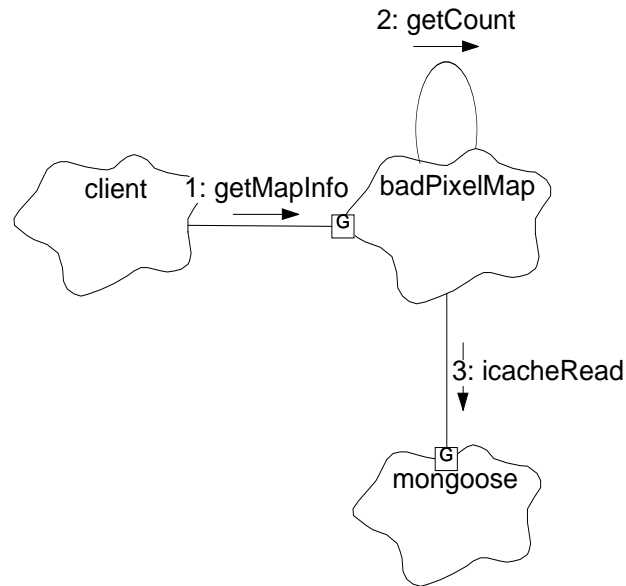 2: getCount
client
1: getMapInfo
badPixelMap
G
3: icacheRead
G
mongoose